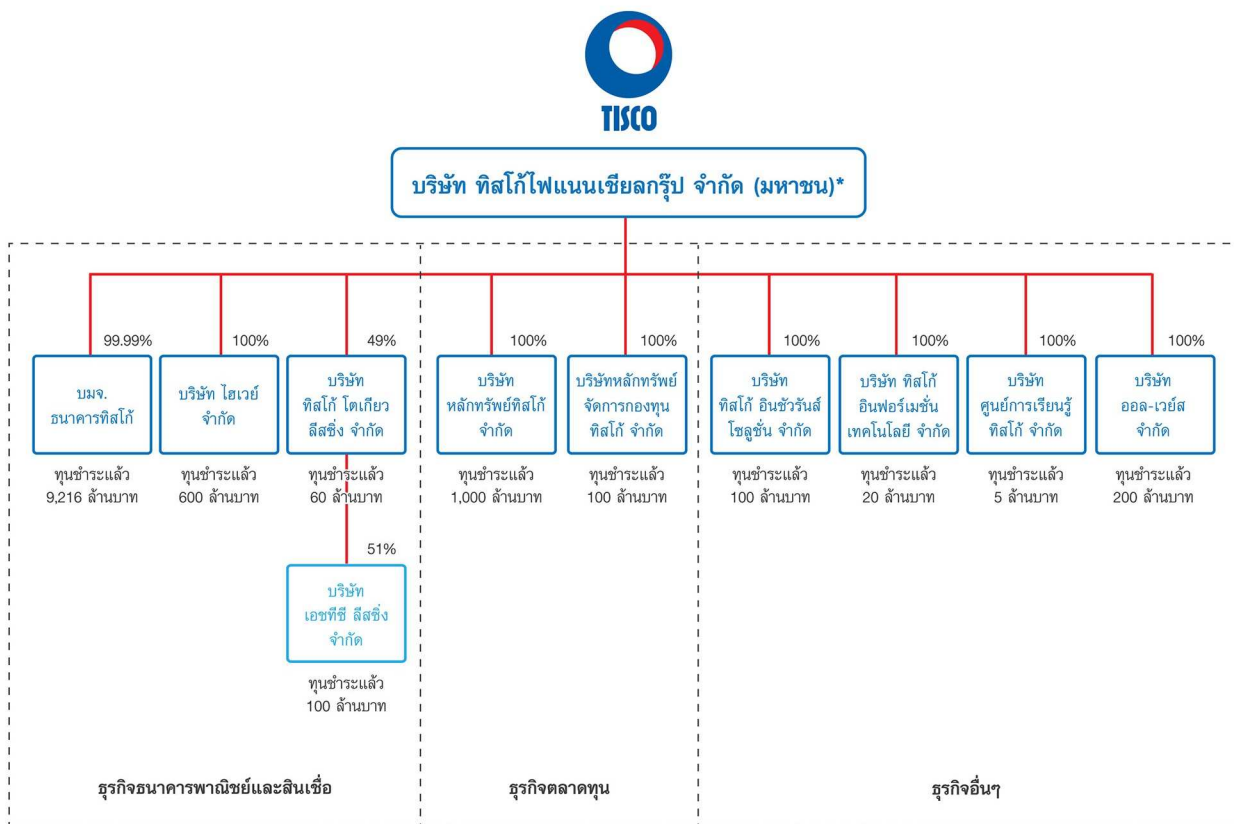 TISCO
บริษัท ทิสโก้ไฟแนนเชียลกรุ๊ป จำกัด (มหาชน)*
99.99%
บมจ.
ธนาคารทิสโก้
ทุนชำระแล้ว
9,216 ล้านบาท
100%
บริษัท ไฮเวย์
จำกัด
ทุนชำระแล้ว
600 ล้านบาท
49%
บริษัท
ทิสโก้ โตเกียว
ลีสซิ่ง จำกัด
ทุนชำระแล้ว
60 ล้านบาท
51%
บริษัท
เอชทีซี ลีสซิ่ง
จำกัด
ทุนชำระแล้ว
100 ล้านบาท
ธุรกิจธนาคารพาณิชย์และสินเชื่อ
100%
บริษัท
หลักทรัพย์ทิสโก้
จำกัด
ทุนชำระแล้ว
1,000 ล้านบาท
100%
บริษัทหลักทรัพย์
จัดการกองทุน
ทิสโก้ จำกัด
ทุนชำระแล้ว
100 ล้านบาท
ธุรกิจตลาดทุน
100%
บริษัท
ทิสโก้ อินชัวรันส์
โซลูชั่น จำกัด
ทุนชำระแล้ว
100 ล้านบาท
100%
บริษัท ทิสโก้
อินฟอร์เมชั่น
เทคโนโลยี จำกัด
ทุนชำระแล้ว
20 ล้านบาท
100%
บริษัท
ศูนย์การเรียนรู้
ทิสโก้ จำกัด
ทุนชำระแล้ว
5 ล้านบาท
100%
บริษัท
ออล-เวย์ส
จำกัด
ทุนชำระแล้ว
200 ล้านบาท
ธุรกิจอื่นๆ